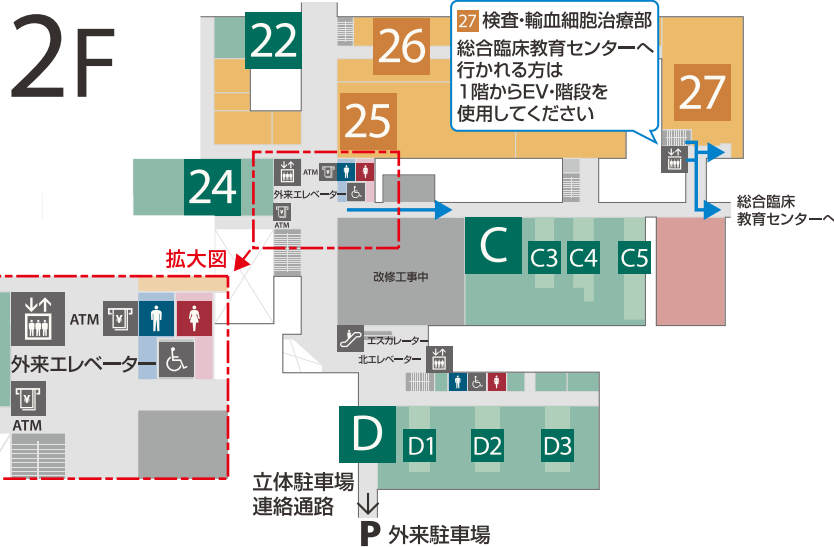 2F
22
26
27 検査・輸血細胞治療部
総合臨床教育センターへ
行かれる方は
1階からEV・階段を
使用してください
27
25
24
ATM
外来エレベーター
ATM
総合臨床
教育センターへ
拡大図
C
C3
C4
C5
改修工事中
ATM
外来エレベーター
ATM
エスカレーター
北エレベーター
D
D1
D2
D3
立体駐車場
連絡通路
P 外来駐車場